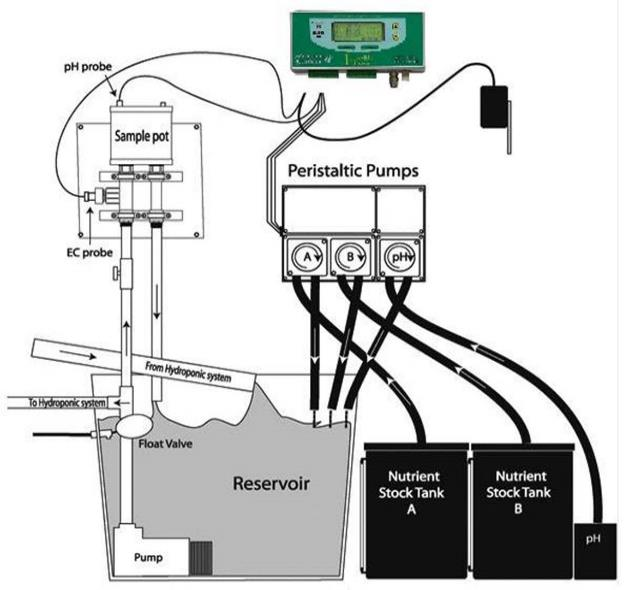 pH probe
Sample pot
Peristaltic Pumps
A
B
pH
EC probe
From Hydroponic system
To Hydroponic system
Float Valve
Reservoir
Nutrient
Stock Tank
A
Nutrient
Stock Tank
B
pH
Pump